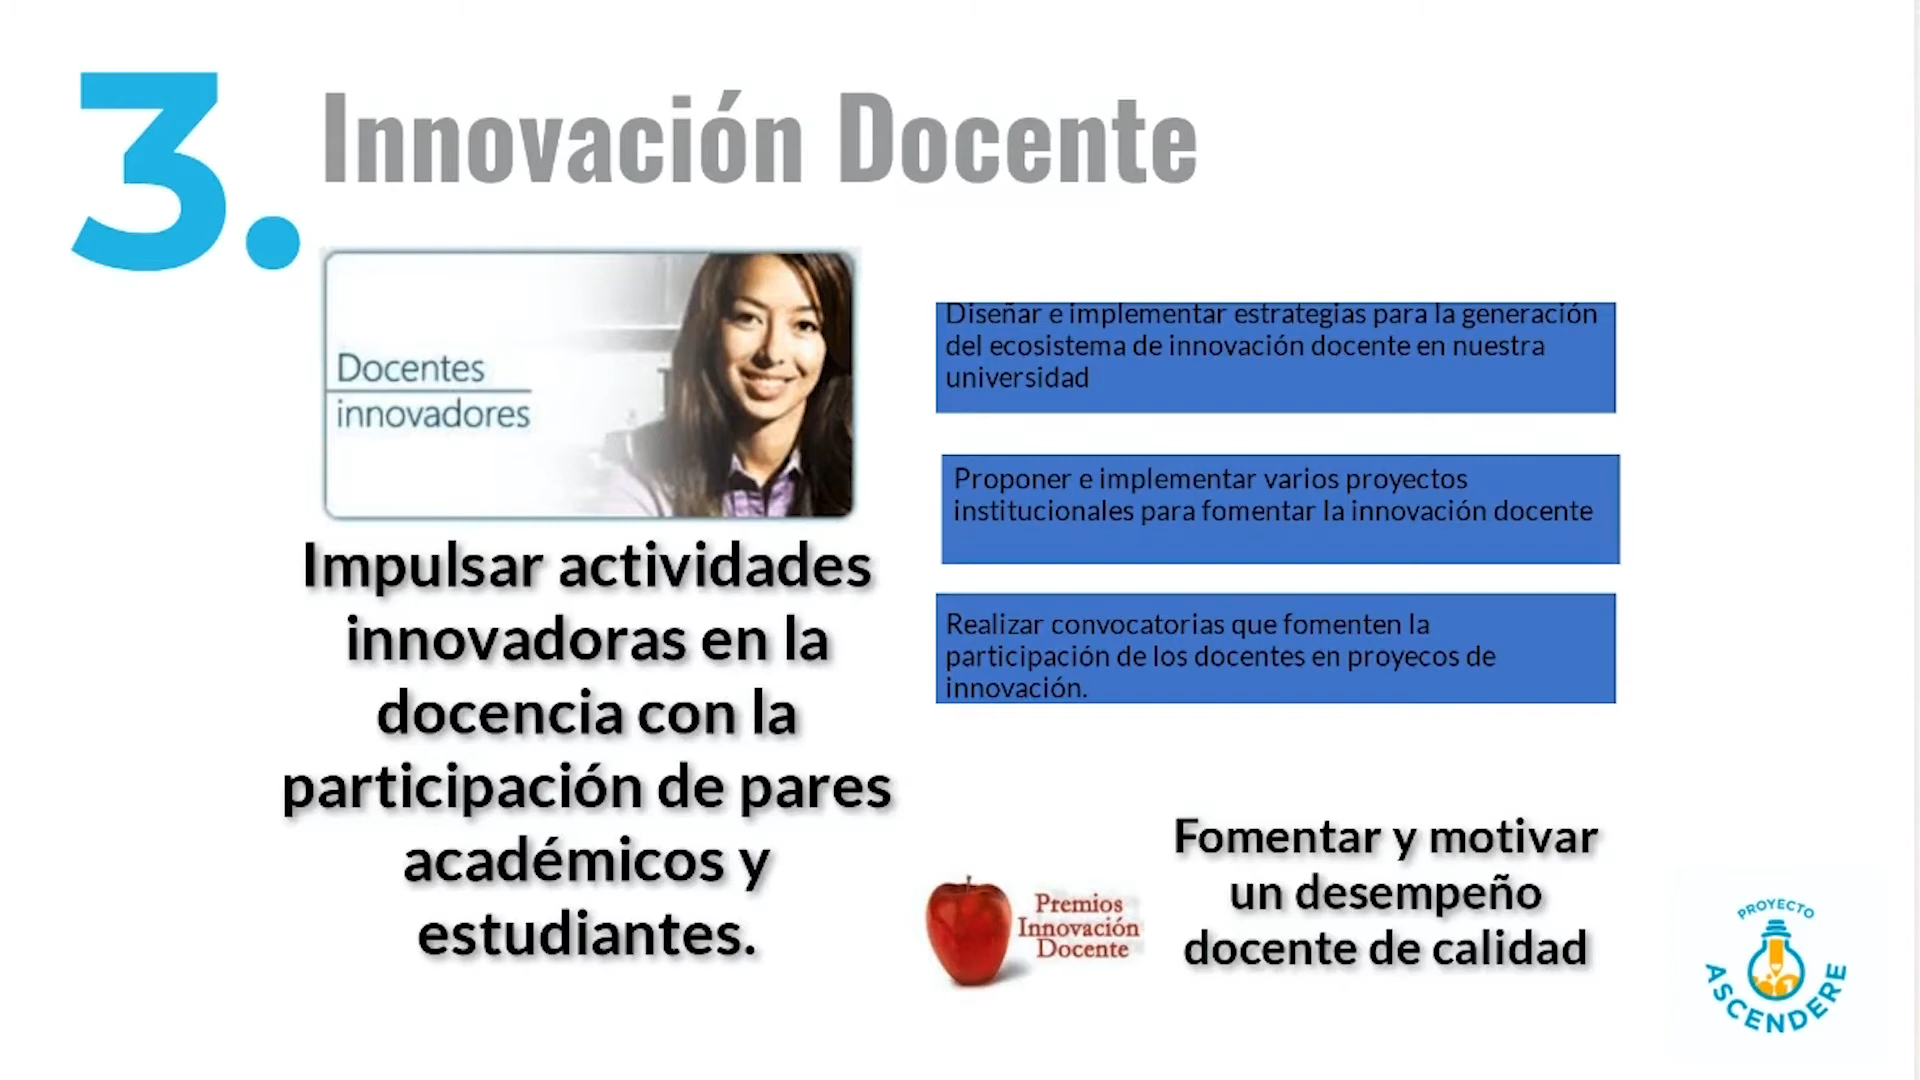 3. Innovación Docente
Docentes
innovadores
Impulsar actividades
innovadoras en la
docencia con la
participación de pares
académicos y
estudiantes.
Diseñar e implementar estrategias para la generación
del ecosistema de innovación docente en nuestra
universidad
Proponer e implementar varios proyectos
institucionales para fomentar la innovación docente
Realizar convocatorias que fomenten la
participación de los docentes en proyecos de
innovación.
Premios
Innovación
Docente
Fomentar y motivar
un desempeño
docente de calidad
PROYECTO
ASCENDERE